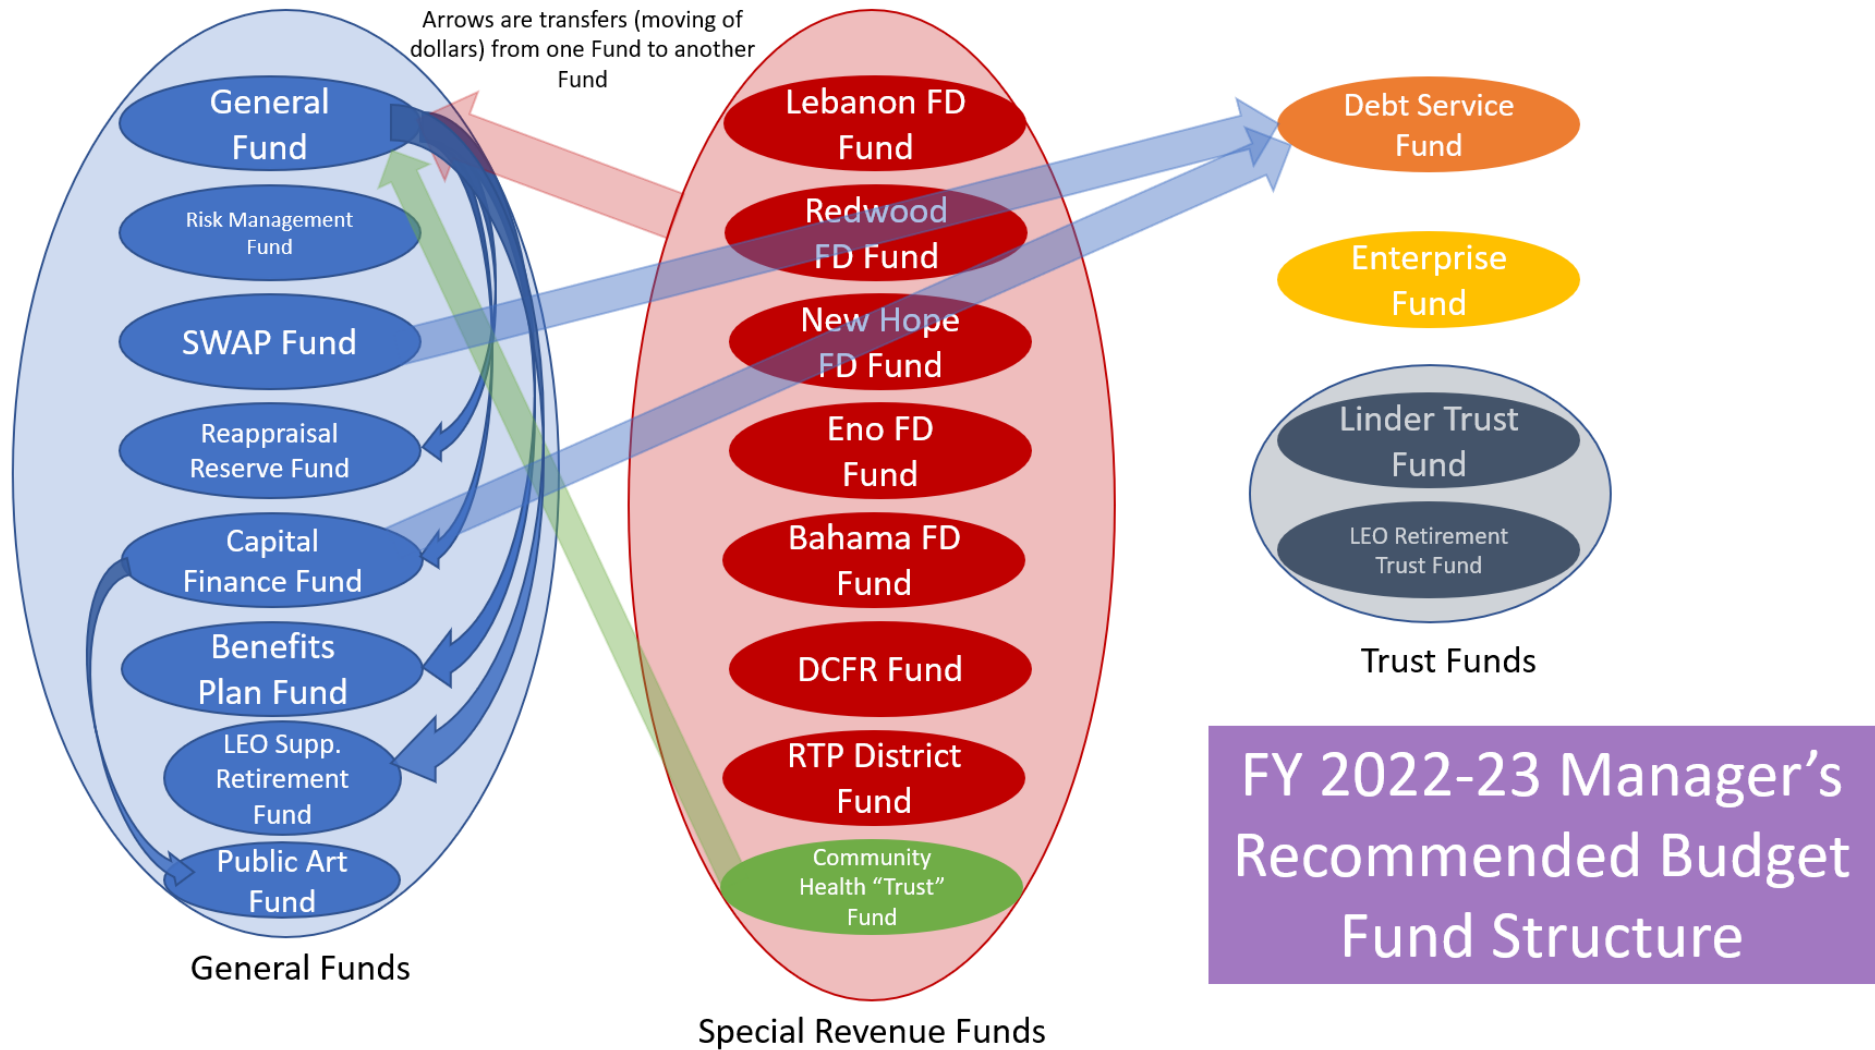 Arrows are transfers (moving of
dollars) from one Fund to another
Fund
General
Fund
Risk Management
Fund
SWAP Fund
Reappraisal
Reserve Fund
Capital
Finance Fund
Benefits
Plan Fund
LEO Supp.
Retirement
Fund
Public Art
Fund
General Funds
Lebanon FD
Fund
Redwood
FD Fund
New Hope
FD Fund
Eno FD
Fund
Bahama FD
Fund
DCFR Fund
RTP District
Fund
Community
Health “Trust”
Fund
Special Revenue Funds
Debt Service
Fund
Enterprise
Fund
Linder Trust
Fund
LEO Retirement
Trust Fund
Trust Funds
FY 2022-23 Manager’s
Recommended Budget
Fund Structure